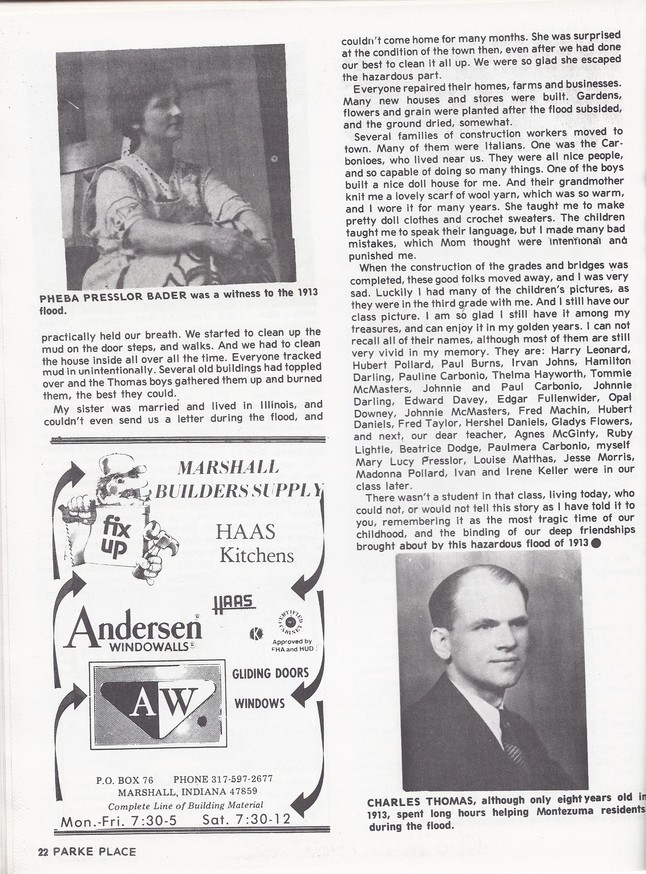 PHEBA PRESSLOR BADER was a witness to the 1913
flood.
practically held our breath. We started to clean up the
mud on the door steps, and walks. And we had to clean
the house inside all over all the time. Everyone tracked
mud in unintentionally. Several old buildings had toppled
over and the Thomas boys gathered them up and burned
them, the best they could.
My sister was married and lived in Illinois, and
couldn't even send us a letter during the flood, and
MARSHALL
BUILDERS SUPPLY
fix
up
HAAS
Kitchens
HAAS
Andersen
WINDOWALLS
CERTIFIED
CABINET
K
Approved by
FHA and HUD
AW
GLIDING DOORS
WINDOWS
P.O. BOX 76 PHONE 317-597-2677
MARSHALL, INDIANA 47859
Complete Line of Building Material
Mon.-Fri. 7:30-5 Sat. 7:30-12
22 PARKE PLACE
couldn't come home for many months. She was surprised
at the condition of the town then, even after we had done
our best to clean it all up. We were so glad she escaped
the hazardous part.
Everyone repaired their homes, farms and businesses.
Many new houses and stores were built. Gardens,
flowers and grain were planted after the flood subsided,
and the ground dried, somewhat.
Several families of construction workers moved to
town. Many of them were Italians. One was the Car-
bonioes, who lived near us. They were all nice people,
and so capable of doing so many things. One of the boys
built a nice doll house for me. And their grandmother
knit me a lovely scarf of wool yarn, which was so warm,
and I wore it for many years. She taught me to make
pretty doll clothes and crochet sweaters. The children
taught me to speak their language, but I made many bad
mistakes, which Mom thought were intentional and
punished me.
When the construction of the grades and bridges was
completed, these good folks moved away, and I was very
sad. Luckily I had many of the children's pictures, as
they were in the third grade with me. And I still have our
class picture. I am so glad I still have it among my
treasures, and can enjoy it in my golden years. I can not
recall all of their names, although most of them are still
very vivid in my memory. They are: Harry Leonard,
Hubert Pollard, Paul Burns, Irvan Johns, Hamilton
Darling, Pauline Carbonio, Thelma Hayworth, Tommie
McMasters, Johnnie and Paul Carbonio, Johnnie
Darling, Edward Davey, Edgar Fullenwider, Opal
Downey, Johnnie McMasters, Fred Machin, Hubert
Daniels, Fred Taylor, Hershel Daniels, Gladys Flowers,
and next, our dear teacher, Agnes McGinty, Ruby
Lightle, Beatrice Dodge, Paulmera Carbonio, myself
Mary Lucy Presslor, Louise Matthas, Jesse Morris,
Madonna Pollard, Ivan and Irene Keller were in our
class later.
There wasn't a student in that class, living today, who
could not, or would not tell this story as I have told it to
you, remembering it as the most tragic time of our
childhood, and the binding of our deep friendships
brought about by this hazardous flood of 1913●
CHARLES THOMAS, although only eight years old in
1913, spent long hours helping Montezuma residents
during the flood.